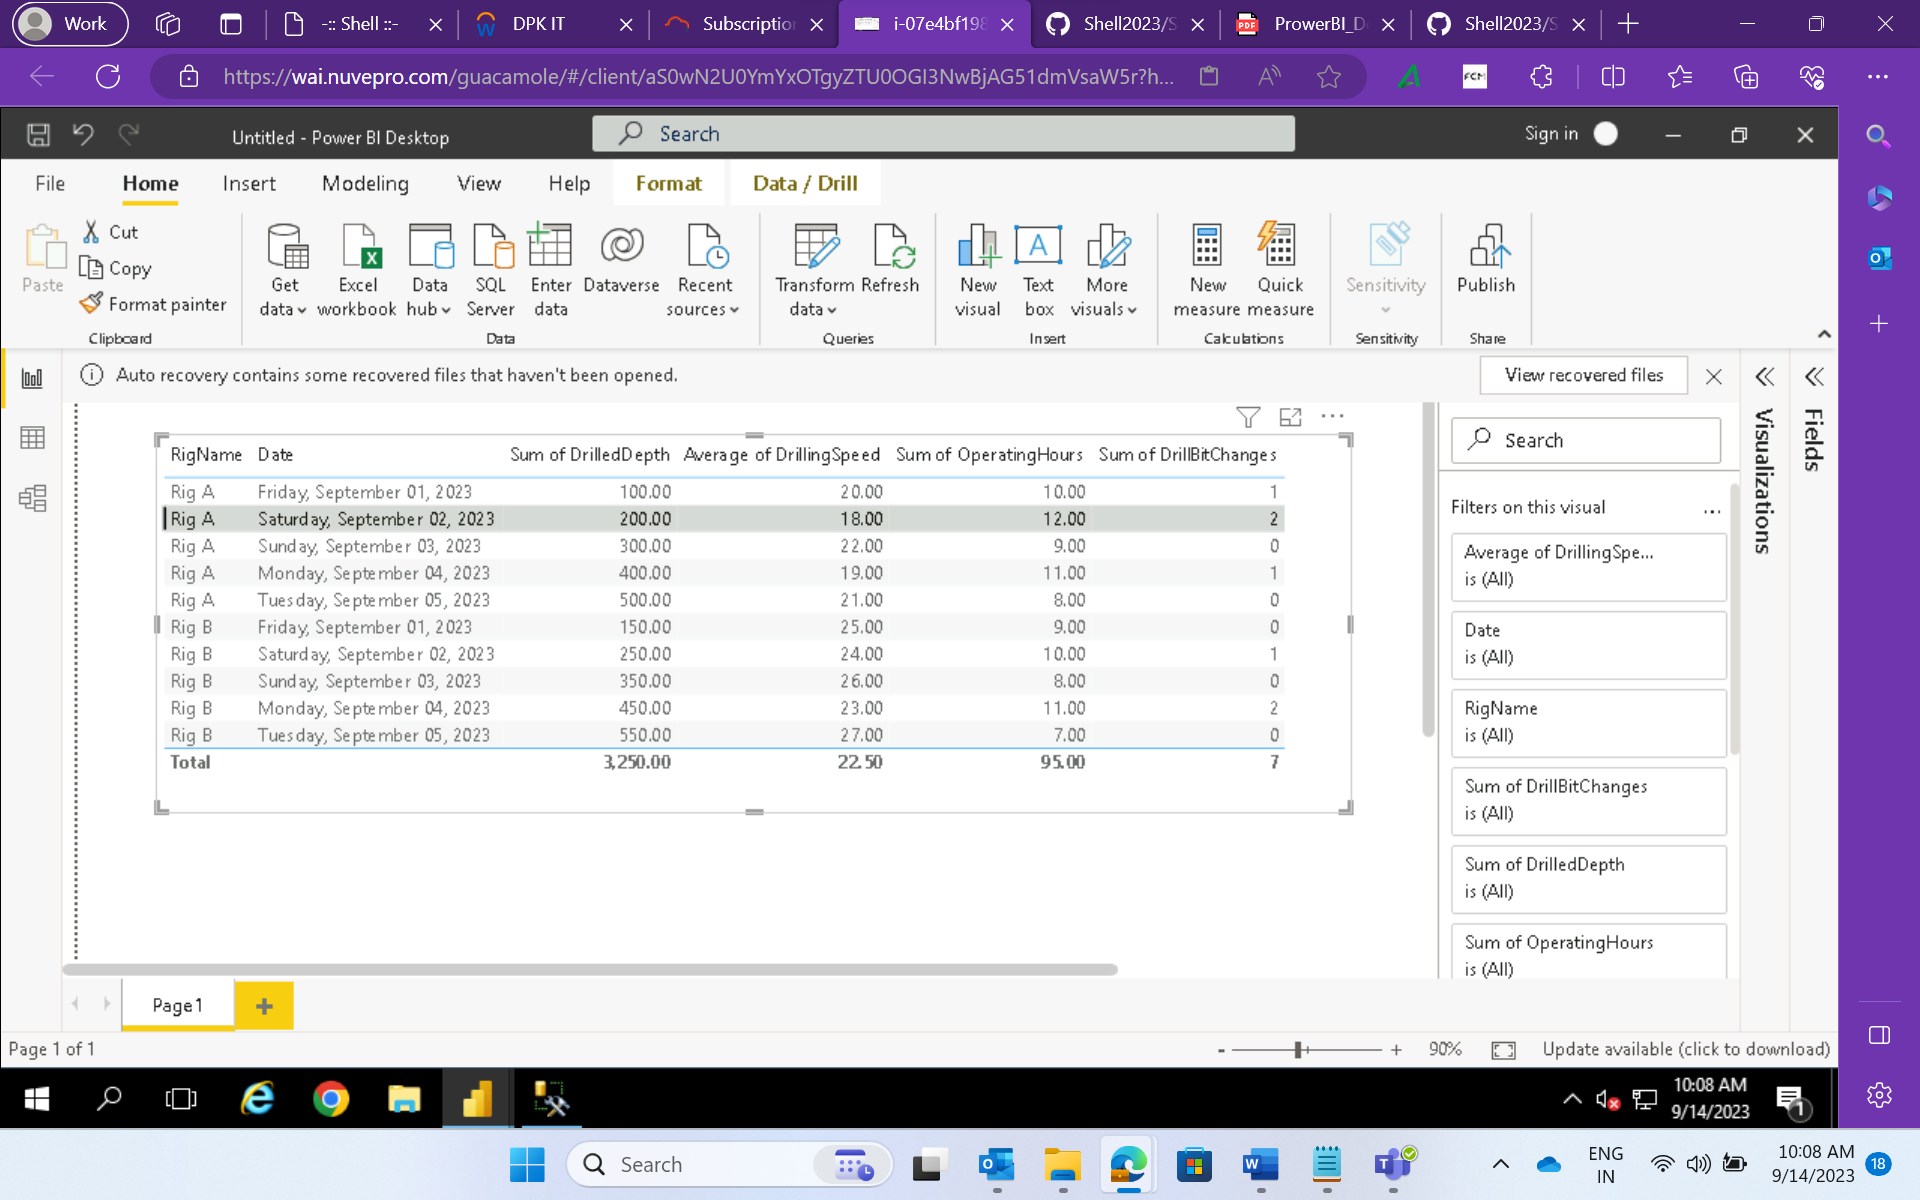 Work
-:: Shell ::-
DPK IT
Subscription
i-07e4bf198
Shell2023/S
ProwerBI_D
Shell2023/S
https://wai.nuvepro.com/guacamole/#/client/aS0wN2U0YmYxOTgyZTU0OGI3NwBjAG51dmVsaW5r?h...
FCM
Untitled - Power BI Desktop
Search
Sign in
File
Home
Insert
Modeling
View
Help
Format
Data / Drill
Paste
Cut
Copy
Format painter
Clipboard
Get data
Excel workbook
Data hub
SQL Server
Enter data
Dataverse
Recent sources
Data
Transform data
Refresh
Queries
New visual
Text box
More visuals
Insert
New measure
Quick measure
Calculations
Sensitivity
Sensitivity
Publish
Share
Auto recovery contains some recovered files that haven't been opened.
View recovered files
RigName Date Sum of DrilledDepth Average of DrillingSpeed Sum of OperatingHours Sum of DrillBitChanges
Rig A Friday, September 01, 2023 100.00 20.00 10.00 1
Rig A Saturday, September 02, 2023 200.00 18.00 12.00 2
Rig A Sunday, September 03, 2023 300.00 22.00 9.00 0
Rig A Monday, September 04, 2023 400.00 19.00 11.00 1
Rig A Tuesday, September 05, 2023 500.00 21.00 8.00 0
Rig B Friday, September 01, 2023 150.00 25.00 9.00 0
Rig B Saturday, September 02, 2023 250.00 24.00 10.00 1
Rig B Sunday, September 03, 2023 350.00 26.00 8.00 0
Rig B Monday, September 04, 2023 450.00 23.00 11.00 2
Rig B Tuesday, September 05, 2023 550.00 27.00 7.00 0
Total 3,250.00 22.50 95.00 7
Search
Filters on this visual ...
Average of DrillingSpe...
is (All)
Date
is (All)
RigName
is (All)
Sum of DrillBitChanges
is (All)
Sum of DrilledDepth
is (All)
Sum of OperatingHours
is (All)
Visualizations
Fields
Page 1
Page 1 of 1
- + 90%
Update available (click to download)
10:08 AM
9/14/2023
1
Search
ENG
IN
10:08 AM
9/14/2023
18